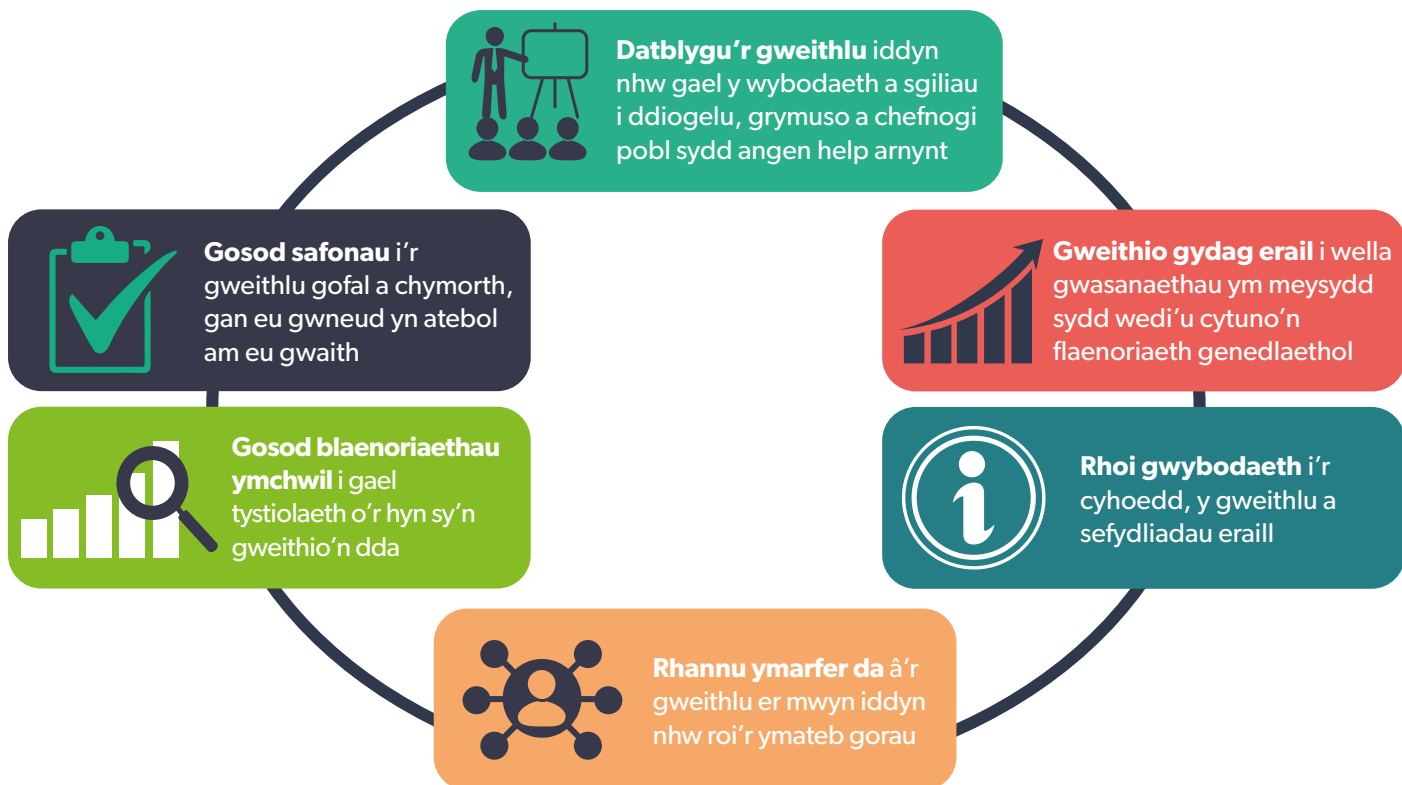 Datblygu'r gweithlu iddyn
nhw gael y wybodaeth a sgiliau
i ddiogelu, grymuso a chefnogi
pobl sydd angen help arnynt
Gosod safonau i'r
gweithlu gofal a chymorth,
gan eu gwneud yn atebol
am eu gwaith
Gweithio gydag erail i wella
gwasanaethau ym meysydd
sydd wedi'u cytuno'n
flaenoriaeth genedlaethol
Gosod blaenoriaethau
ymchwil i gael
tystiolaeth o'r hyn sy'n
gweithio'n dda
Rhoi gwybodaeth i'r
cyhoedd, y gweithlu a
sefydliadau eraill
Rhannu ymarfer da â'r
gweithlu er mwyn iddyn
nhw roi'r ymateb gorau